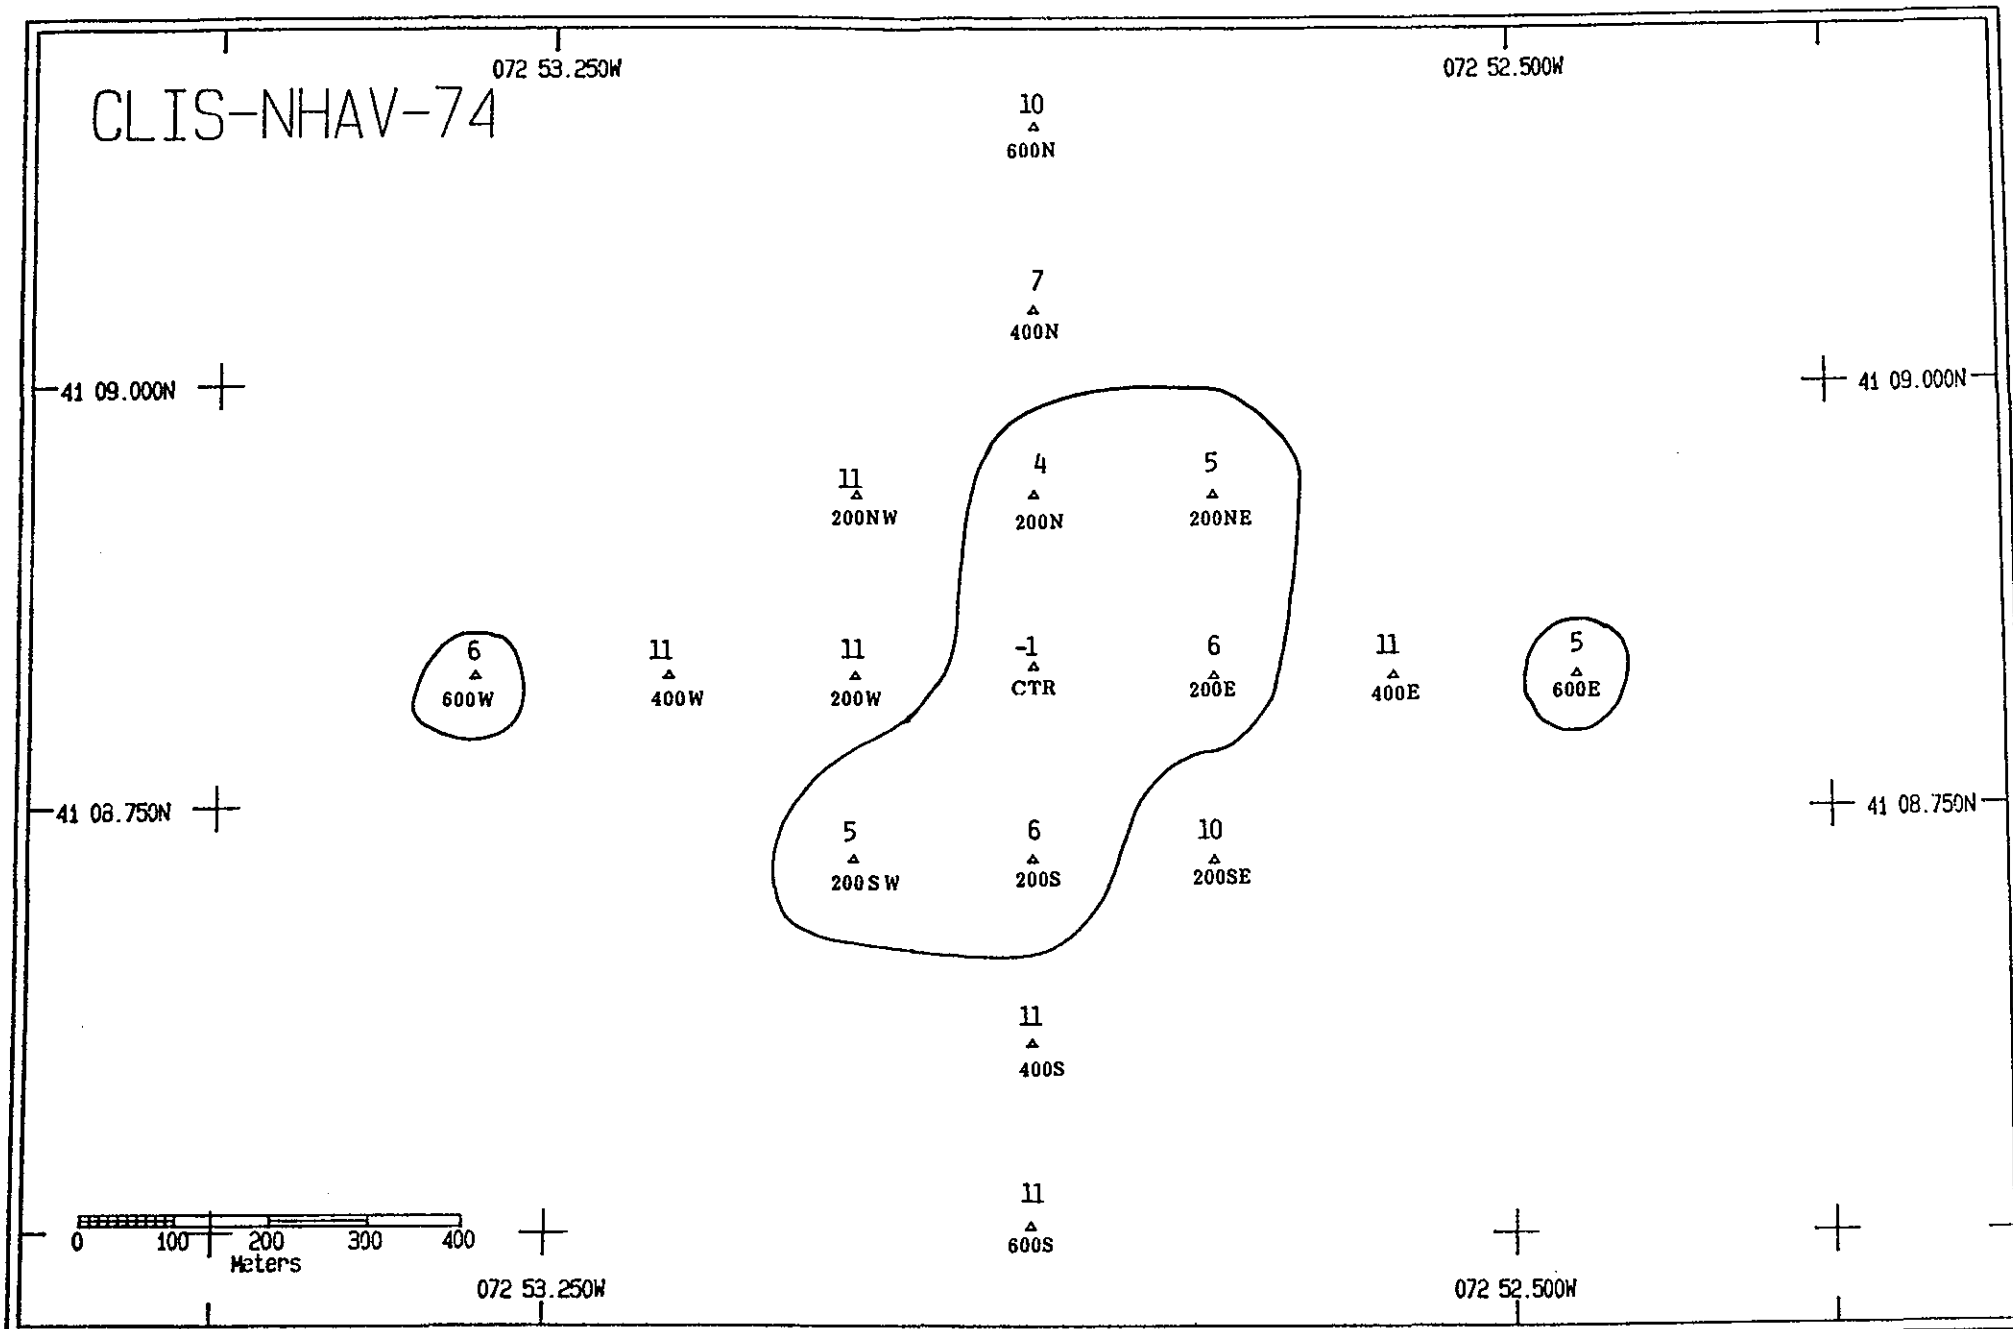 072 53.250W 072 52.500W
CLIS-NHAV-74
10
600N
7
400N
41 09.000N 41 09.000N
4 5
11
200NW 200N 200NE
6 11 11 -1 6 11 5
600W 400W 200W CTR 200E 400E 600E
41 08.750N 41 08.750N
5 6 10
200SW 200S 200SE
11
400S
11
600S
0 100 200 300 400
Meters
072 53.250W 072 52.500W